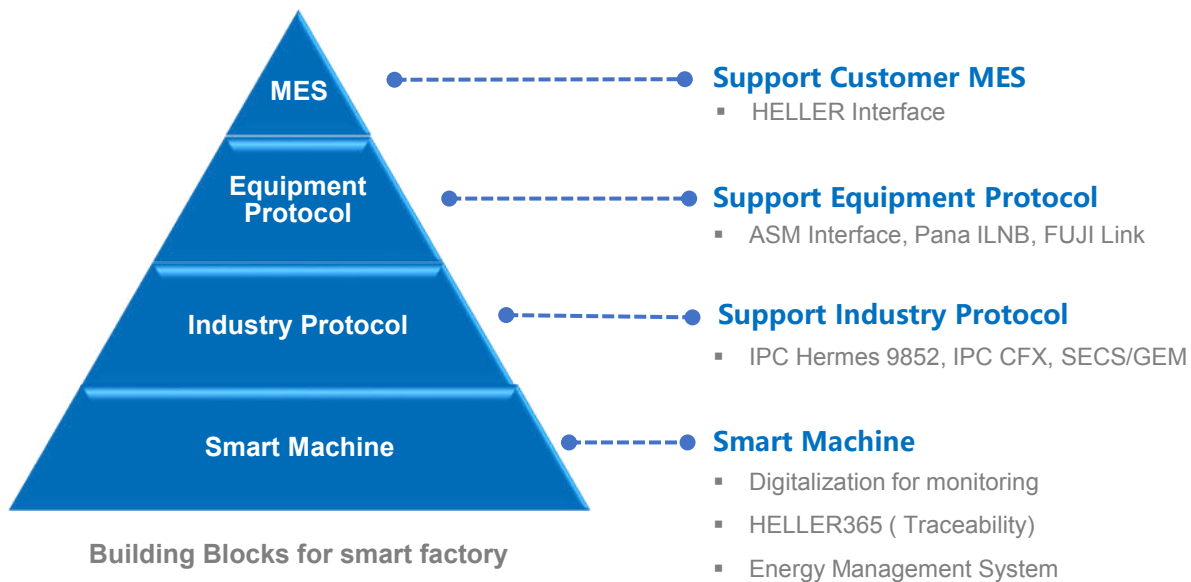 MES
Support Customer MES
▪ HELLER Interface
Equipment
Protocol
Support Equipment Protocol
▪ ASM Interface, Pana ILNB, FUJI Link
Industry Protocol
Support Industry Protocol
▪ IPC Hermes 9852, IPC CFX, SECS/GEM
Smart Machine
Smart Machine
▪ Digitalization for monitoring
▪ HELLER365 ( Traceability)
▪ Energy Management System
Building Blocks for smart factory